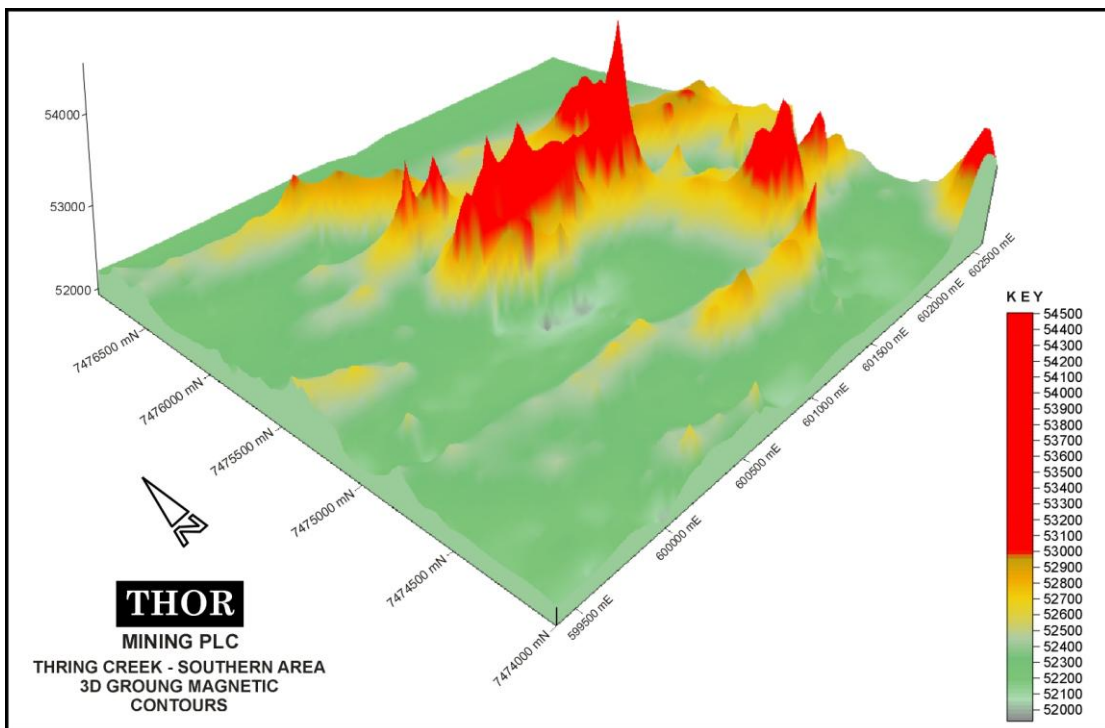 54000
53000
52000
7476500 mN
7476000 mN
7475500 mN
7475000 mN
7474500 mN
7474000 mN
599500 mE
600000 mE
600500 mE
601000 mE
601500 mE
602000 mE
602500 mE
N
THOR
MINING PLC
THRING CREEK - SOUTHERN AREA
3D GROUNG MAGNETIC
CONTOURS
KEY
54500
54400
54300
54200
54100
54000
53900
53800
53700
53600
53500
53400
53300
53200
53100
53000
52900
52800
52700
52600
52500
52400
52300
52200
52100
52000